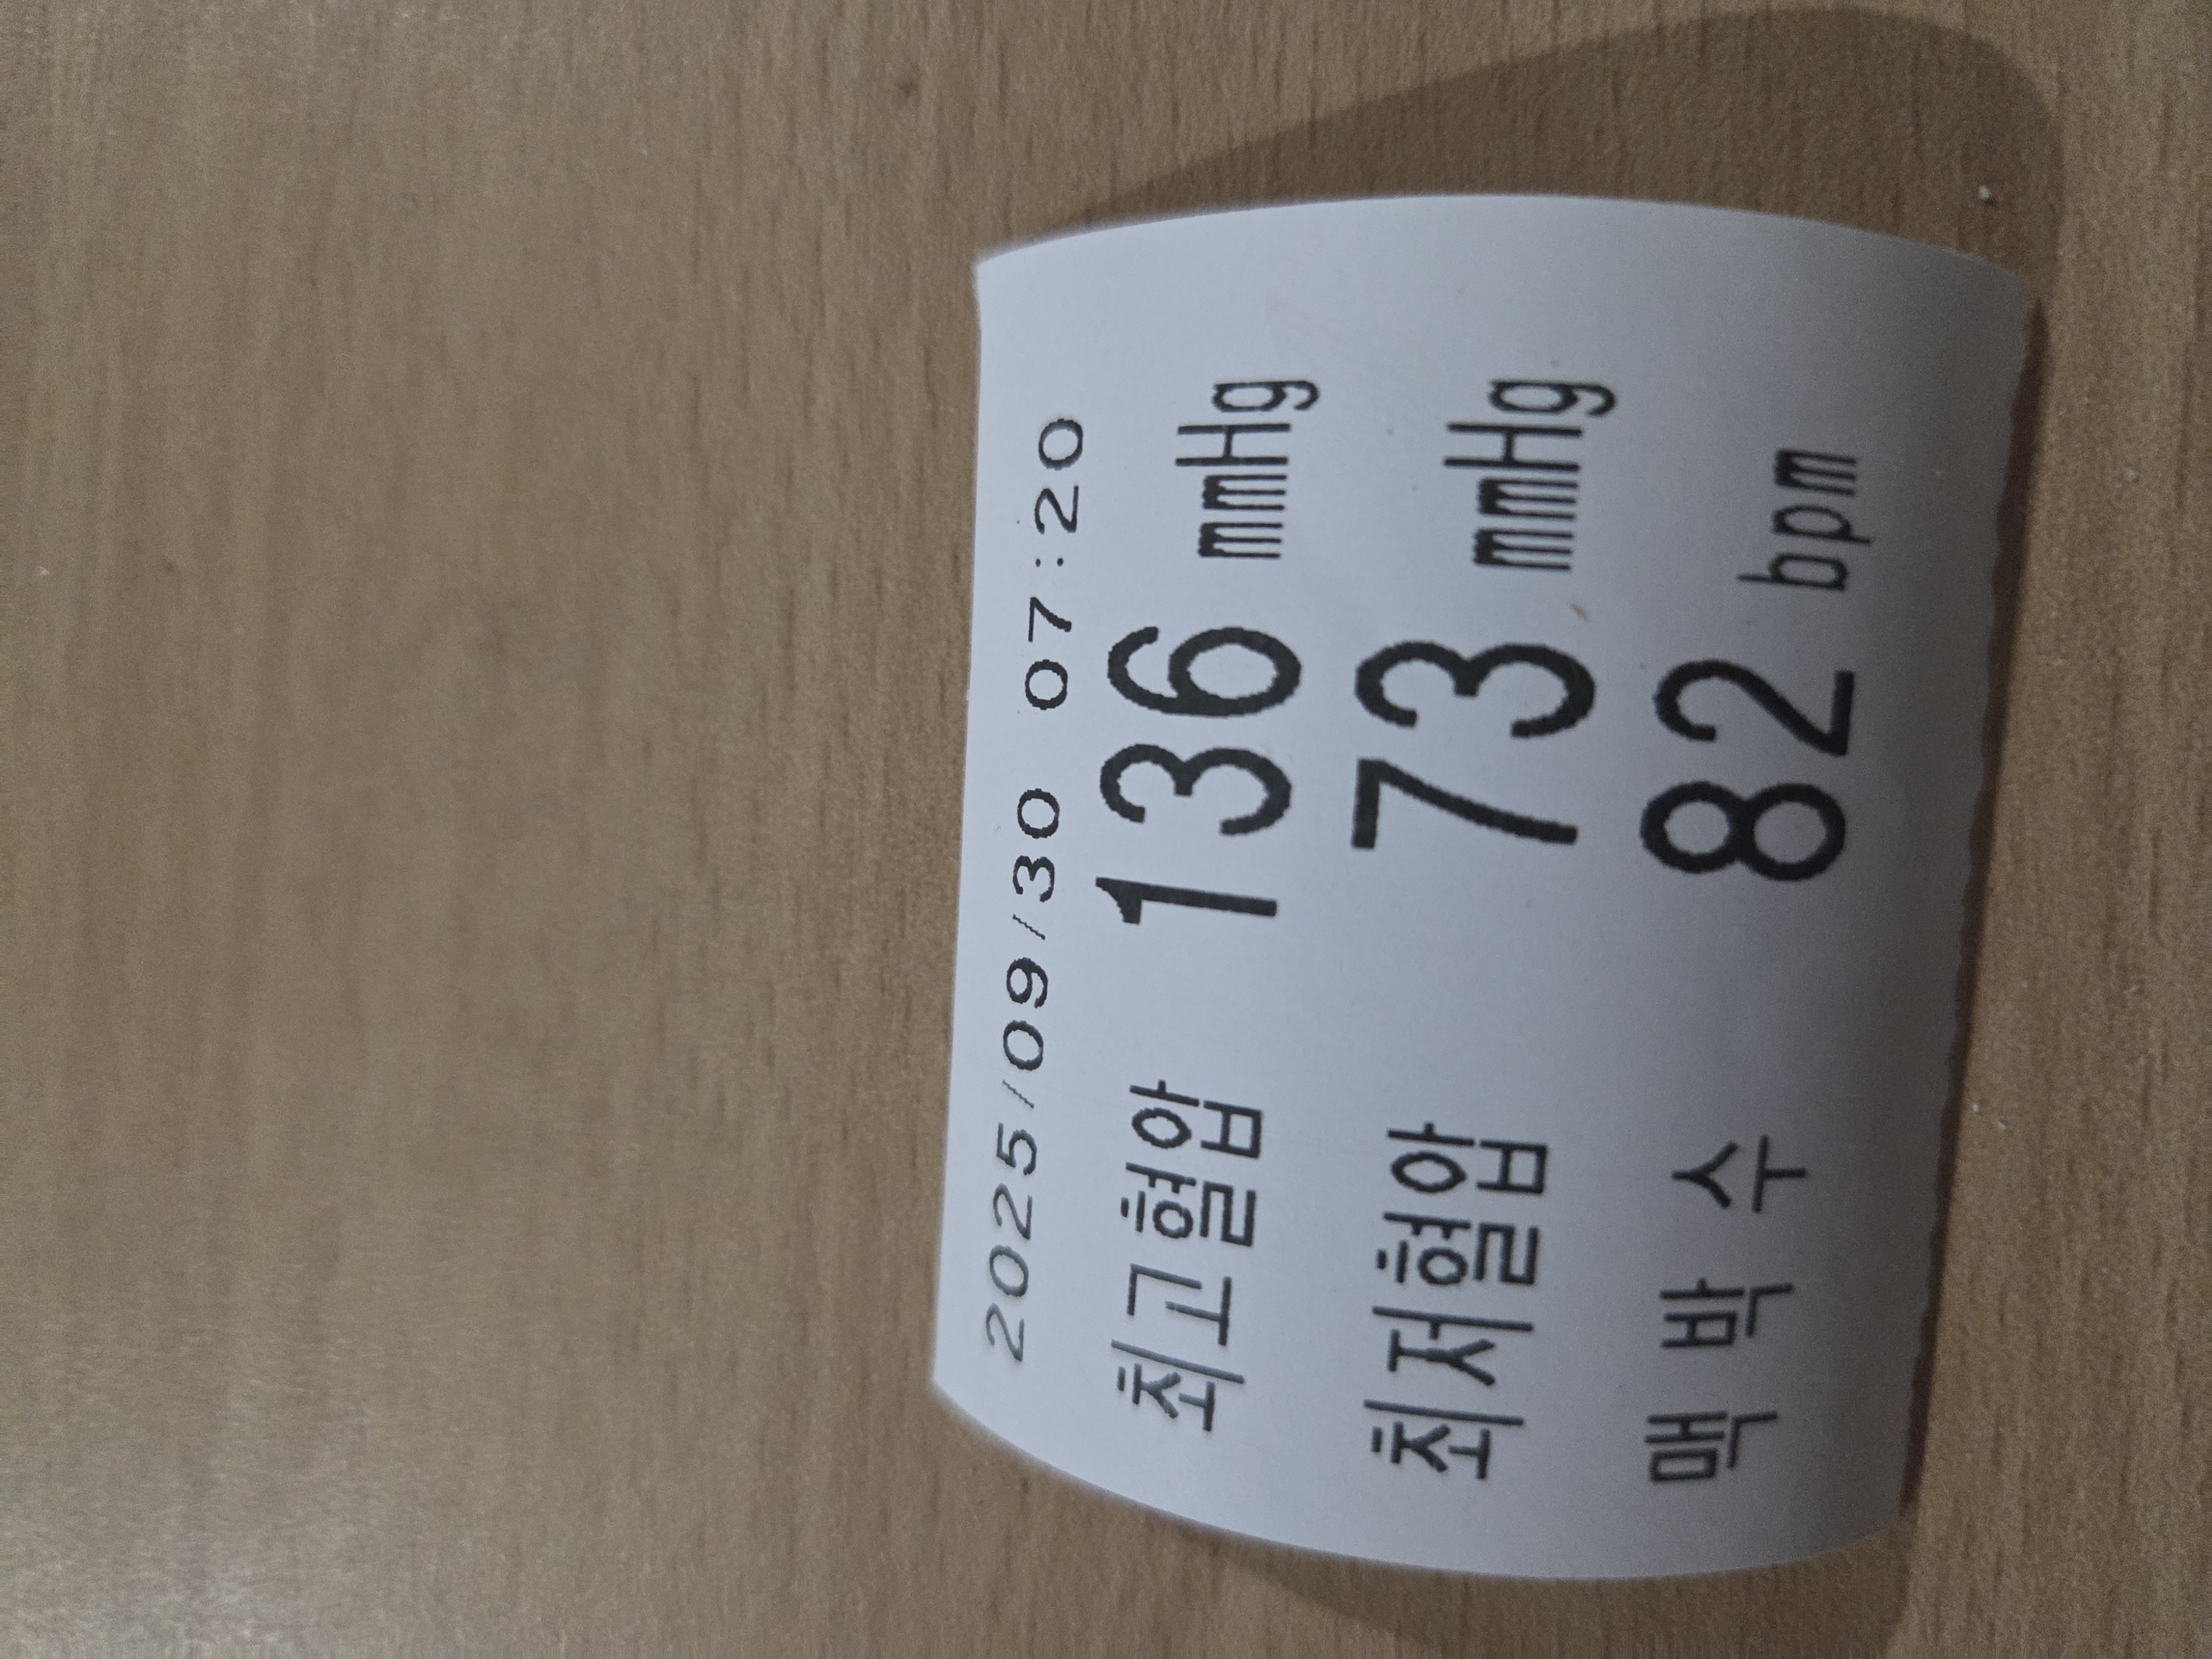 2025/09/30 07:20
최고혈압 136 mmHg
최저혈압 73 mmHg
맥박수 82 bpm